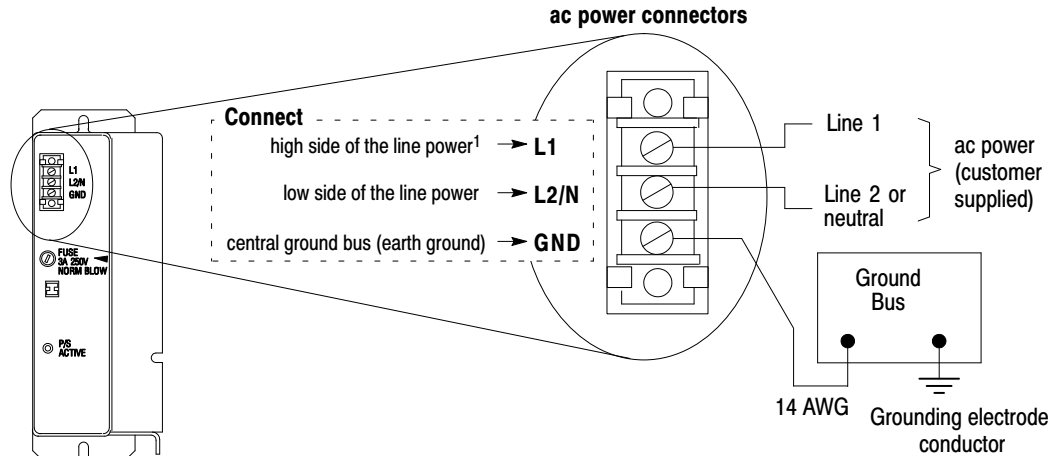 ac power connectors
Connect
high side of the line power1 L1
low side of the line power L2/N
central ground bus (earth ground) GND
Line 1
Line 2 or
neutral
ac power
(customer
supplied)
Ground
Bus
14 AWG
Grounding electrode
conductor
L1
L2/N
GND
FUSE
3A 250V
NORM BLOW
P/S
ACTIVE